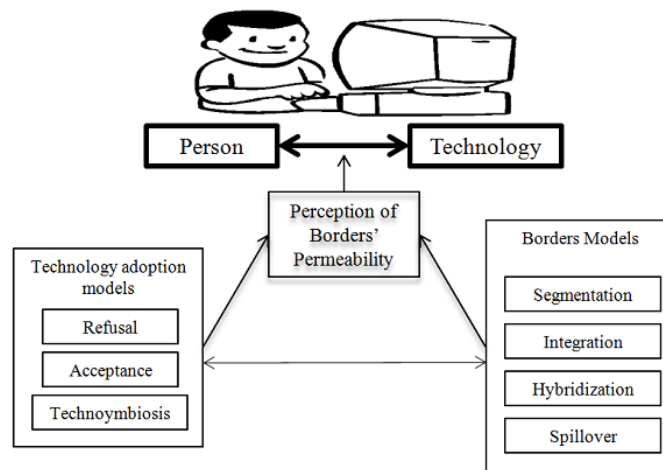 Person
Technology
Perception of
Borders'
Permeability
Technology adoption
models
Refusal
Acceptance
Technoymbiosis
Borders Models
Segmentation
Integration
Hybridization
Spillover